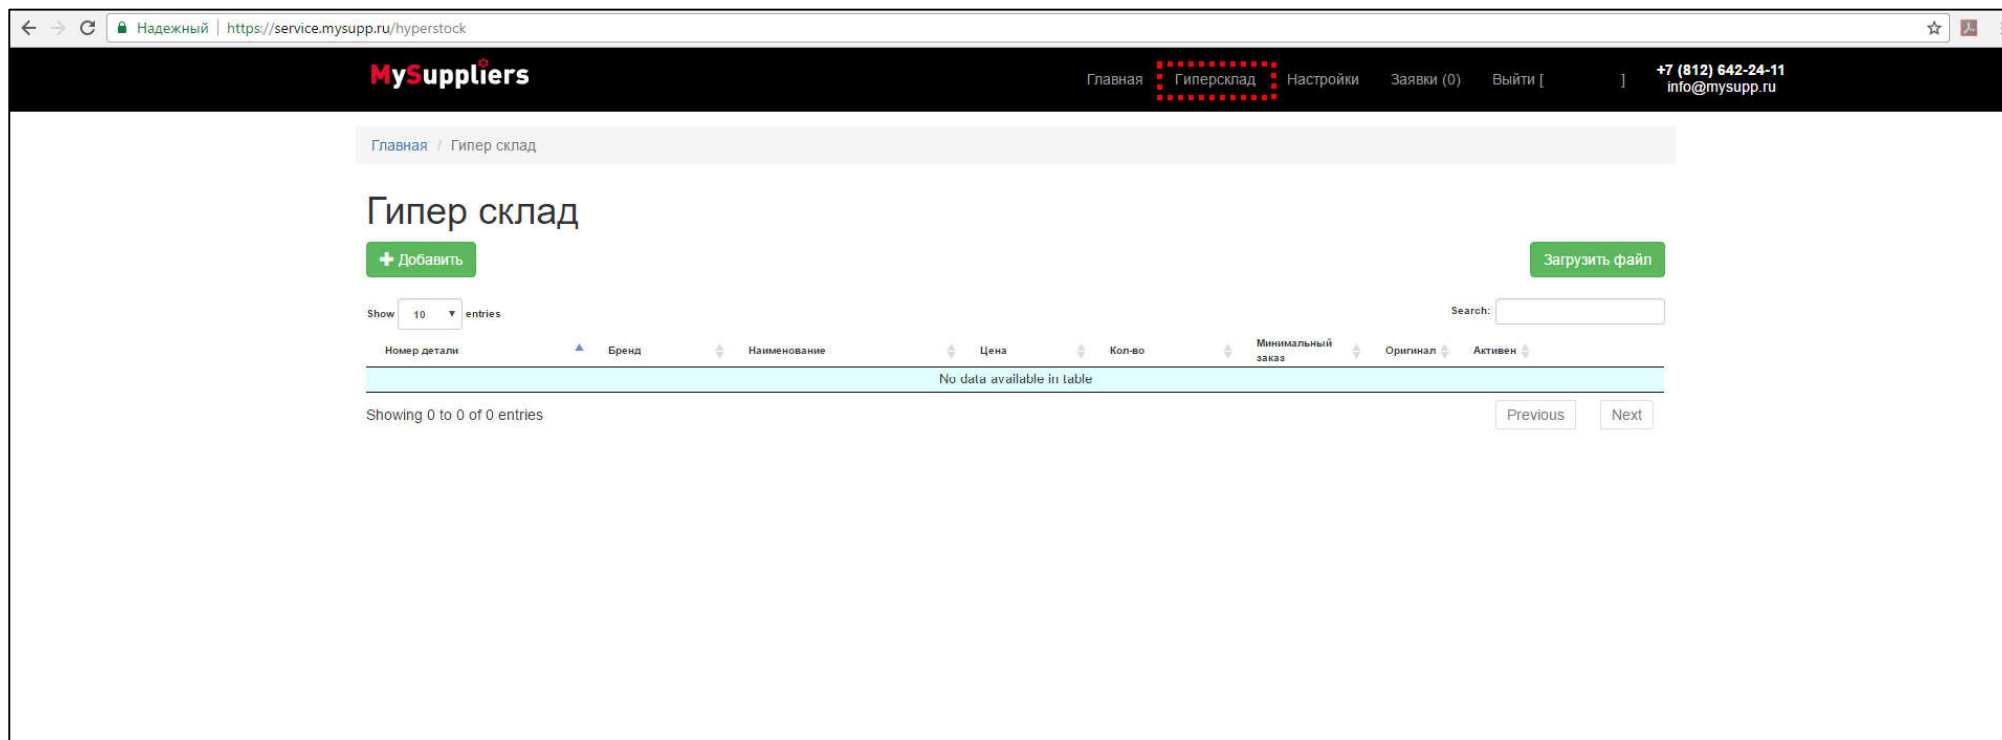 Надежный | https://service.mysupp.ru/hyperstock
MySuppliers
Главная Гиперсклад Настройки Заявки (0) Выйти [ ] +7 (812) 642-24-11
info@mysupp.ru
Главная / Гипер склад
Гипер склад
Добавить Загрузить файл
Show 10 entries Search:
Номер детали Бренд Наименование Цена Кол-во Минимальный заказ Оригинал Активен
No data available in table
Showing 0 to 0 of 0 entries Previous Next